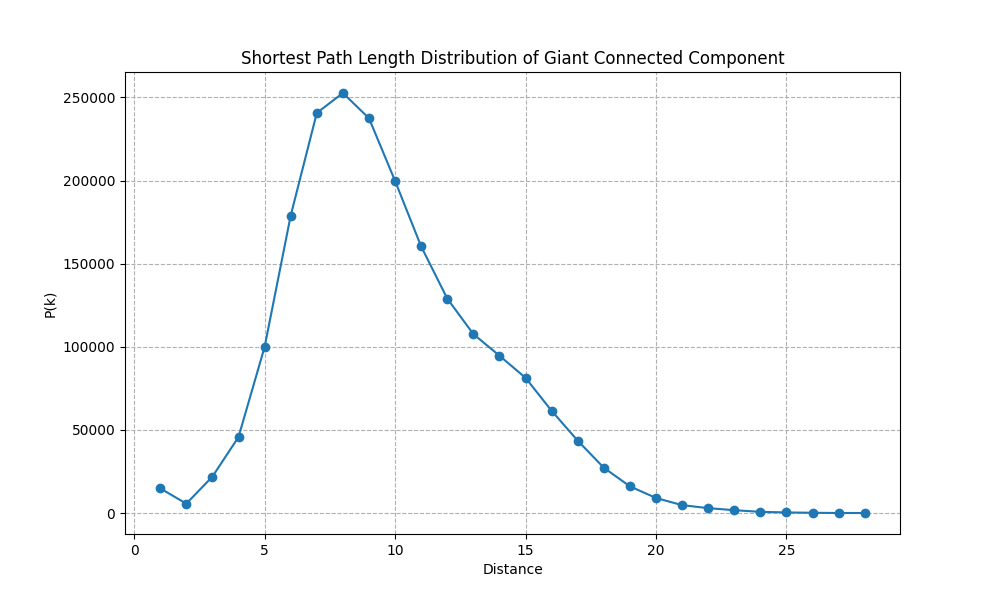 Shortest Path Length Distribution of Giant Connected Component
250000
200000
150000
100000
50000
0
P(k)
0 5 10 15 20 25
Distance